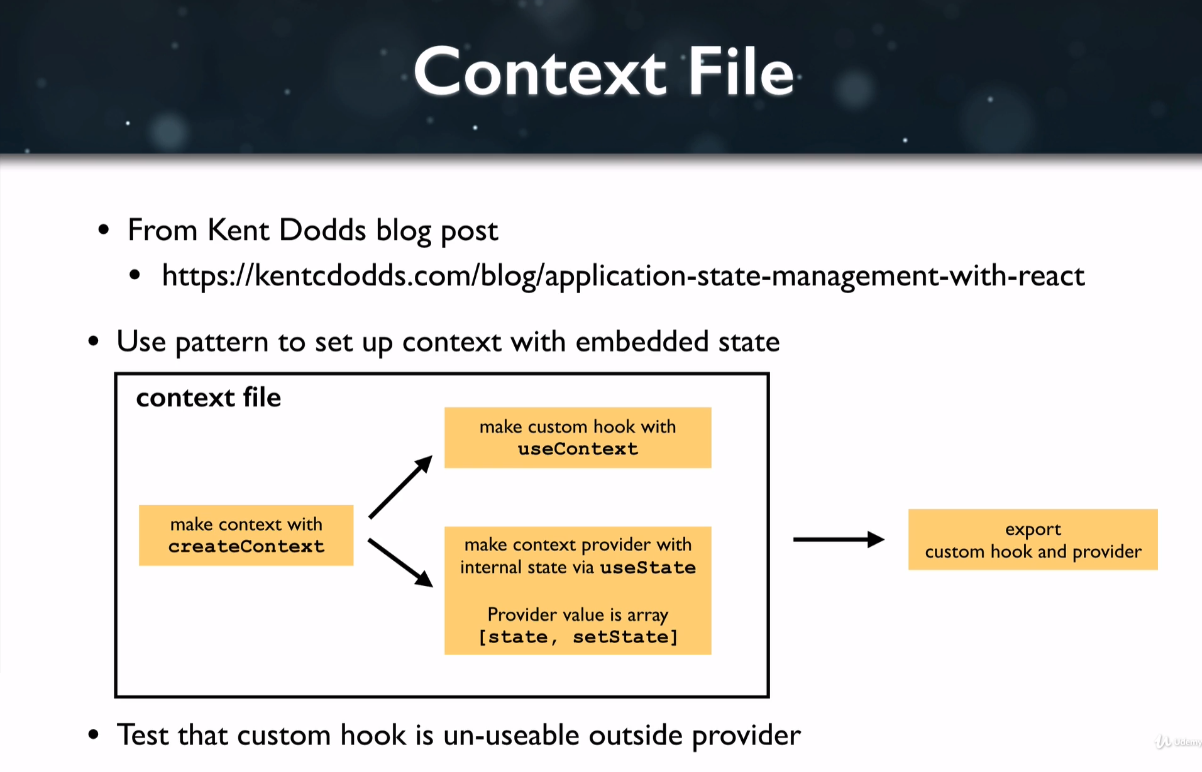 Context File
• From Kent Dodds blog post
• https://kentcdodds.com/blog/application-state-management-with-react
• Use pattern to set up context with embedded state
context file
make custom hook with
useContext
make context with
createContext
make context provider with
internal state via useState
Provider value is array
[state, setState]
export
custom hook and provider
• Test that custom hook is un-useable outside provider
Udemy